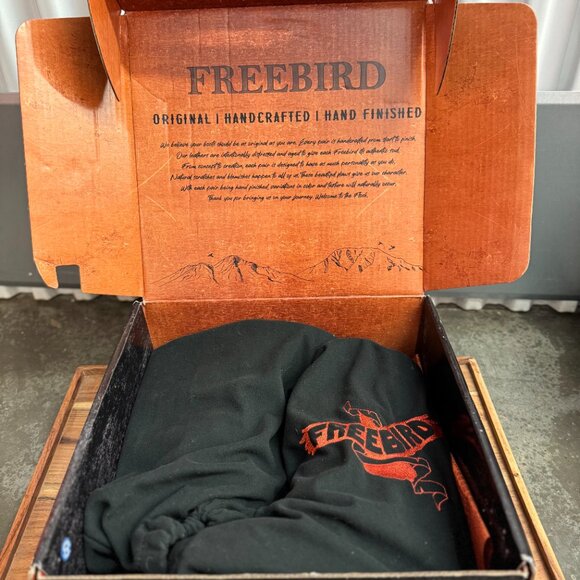 FREEBIRD
ORIGINAL | HANDCRAFTED | HAND FINISHED
We believe your boots should be as original as you are. Every pair is handcrafted from start to finish.
Our leathers are intentionally distressed and aged to give each Freebird its authentic soul.
From concept to creation, each pair is designed to have as much personality as you do.
Natural scratches and blemishes happen to all of us. These beautiful flaws give us our character.
With each pair being hand finished, variations in color and texture will naturally occur.
Thank you for bringing us on your journey. Welcome to the Flock.
FREEBIRD